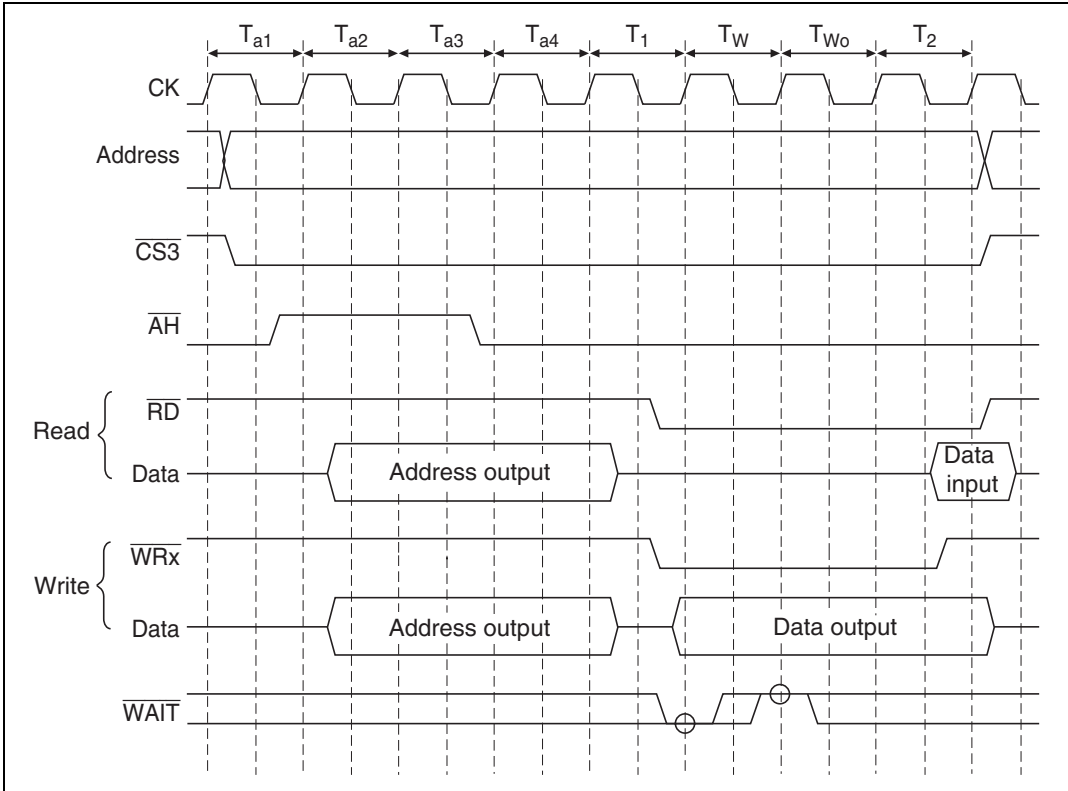 Ta1 Ta2 Ta3 Ta4 T1 TW TWo T2
CK
Address
CS3
AH
Read
RD
Data
Address output
Data
input
Write
WRx
Data
Address output
Data output
WAIT